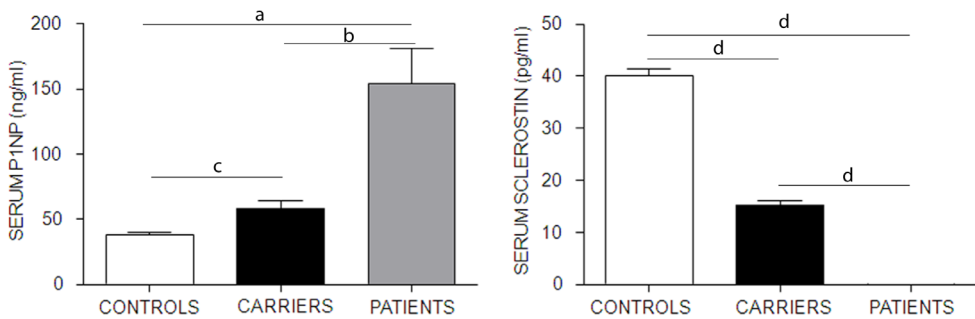 SERUM P1NP (ng/ml)
200
150
100
50
0
a
b
c
CONTROLS CARRIERS PATIENTS
SERUM SCLEROSTIN (pg/ml)
50
40
30
20
10
0
d
d
d
CONTROLS CARRIERS PATIENTS